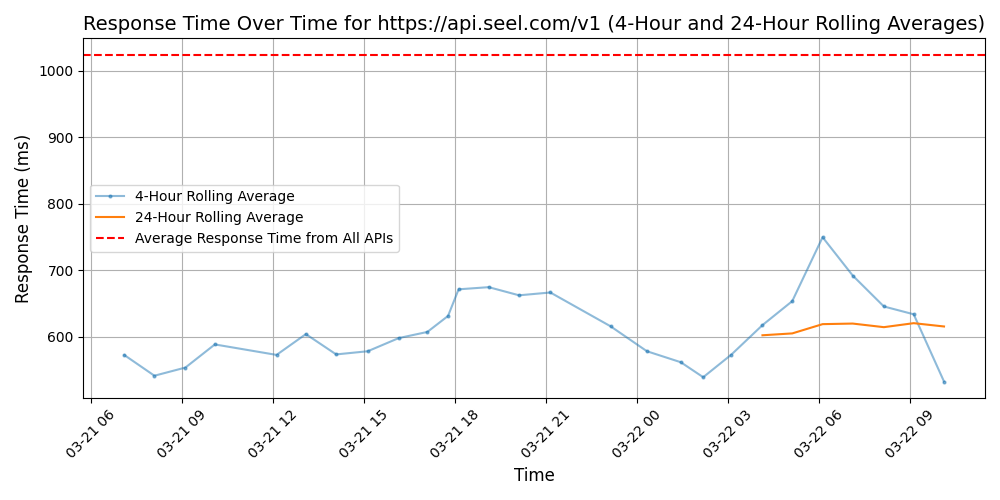 Response Time Over Time for https://api.seel.com/v1 (4-Hour and 24-Hour Rolling Averages)
Response Time (ms)
1000
900
800
700
600
4-Hour Rolling Average
24-Hour Rolling Average
Average Response Time from All APIs
03-21 06
03-21 09
03-21 12
03-21 15
03-21 18
03-21 21
03-22 00
03-22 03
03-22 06
03-22 09
Time